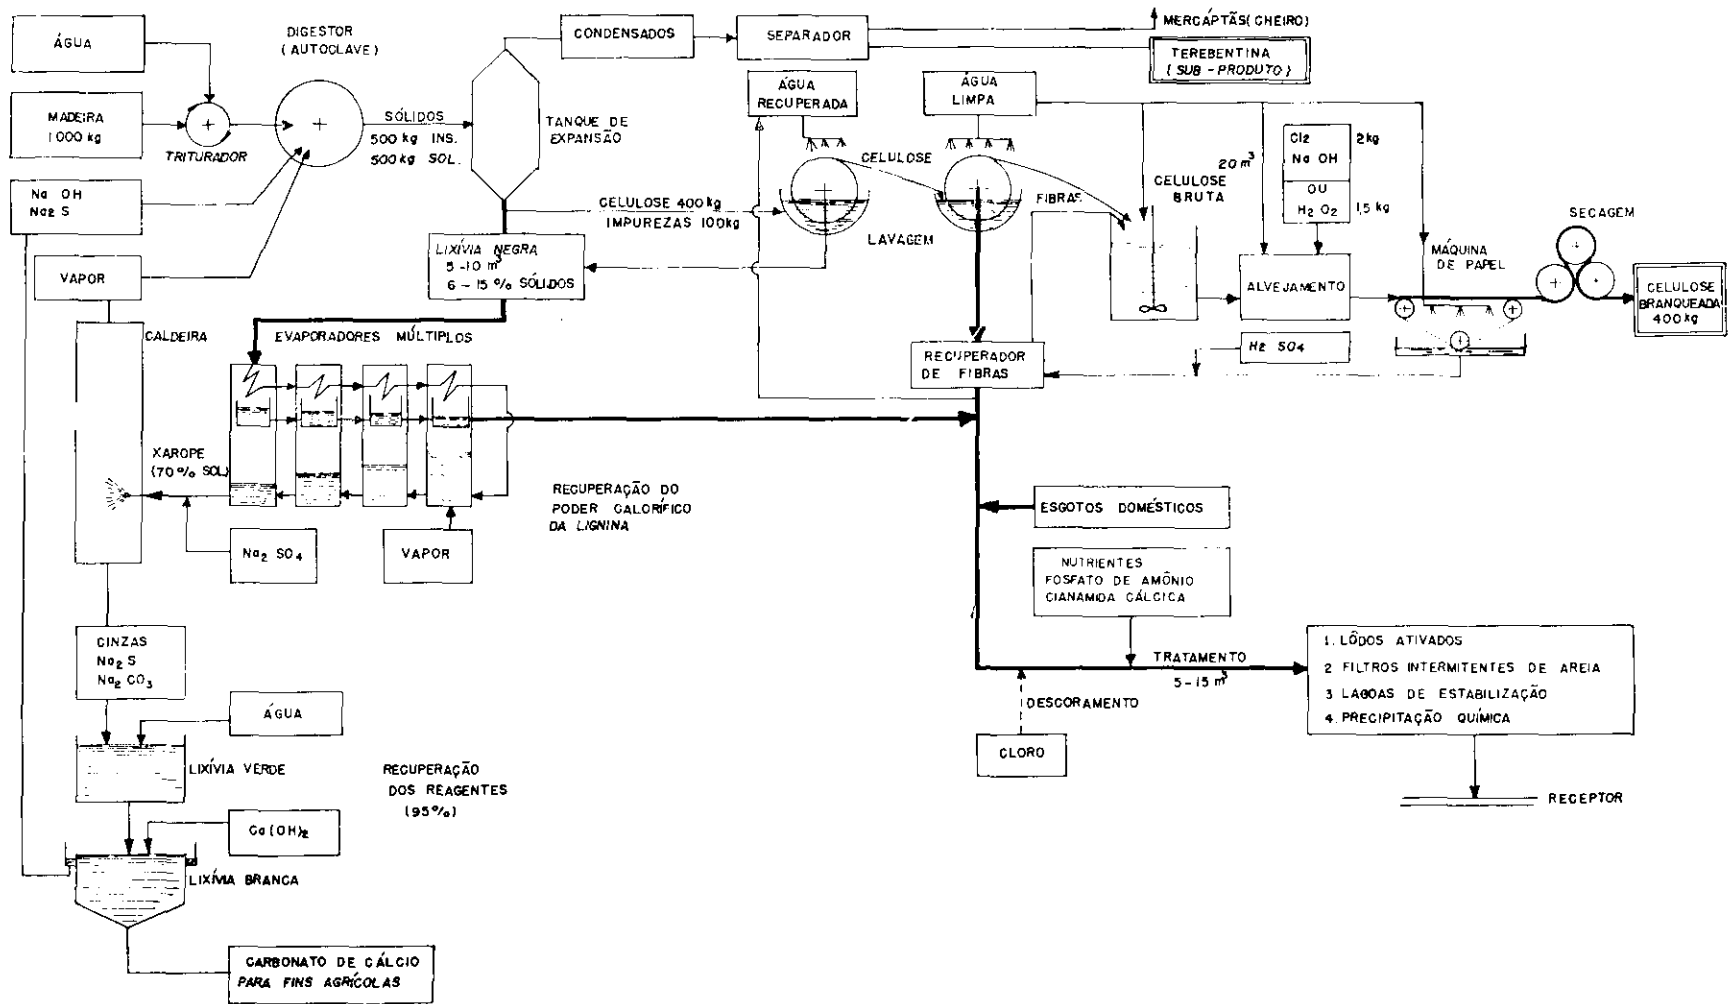 ÁGUA
DIGESTOR
(AUTOCLAVE)
CONDENSADOS
SEPARADOR
MERCÁPTÃS (CHEIRO)
TEREBENTINA
(SUB-PRODUTO)
MADEIRA
1000 kg
TRITURADOR
SÓLIDOS
500 kg INS.
500 kg SOL.
TANQUE DE
EXPANSÃO
ÁGUA
RECUPERADA
ÁGUA
LIMPA
Na OH
Na2 S
CELULOSE 400 kg
IMPUREZAS 100 kg
CELULOSE
LAVAGEM
FIBRAS
20 m3
CELULOSE
BRUTA
Cl2
Na OH
2 kg
OU
H2 O2
1,5 kg
SECAGEM
MÁQUINA
DE PAPEL
VAPOR
LIXÍVIA NEGRA
5-10 m3
6-15 % SÓLIDOS
ALVEJAMENTO
CELULOSE
BRANQUEADA
400 kg
CALDEIRA
EVAPORADORES MÚLTIPLOS
RECUPERADOR
DE FIBRAS
H2 SO4
XAROPE
(70 % SOL)
RECUPERAÇÃO DO
PODER CALORÍFICO
DA LIGNINA
Na2 SO4
VAPOR
ESGOTOS DOMÉSTICOS
NUTRIENTES
FOSFATO DE AMÔNIO
CIANAMIDA CÁLCICA
CINZAS
Na2 S
Na2 CO3
TRATAMENTO
5-15 m3
1. LÔDOS ATIVADOS
2 FILTROS INTERMITENTES DE AREIA
3 LAGOAS DE ESTABILIZAÇÃO
4. PRECIPITAÇÃO QUÍMICA
DESCORAMENTO
CLORO
ÁGUA
LIXÍVIA VERDE
RECUPERAÇÃO
DOS REAGENTES
(95%)
RECEPTOR
Ca(OH)2
LIXÍVIA BRANCA
CARBONATO DE CÁLCIO
PARA FINS AGRÍCOLAS